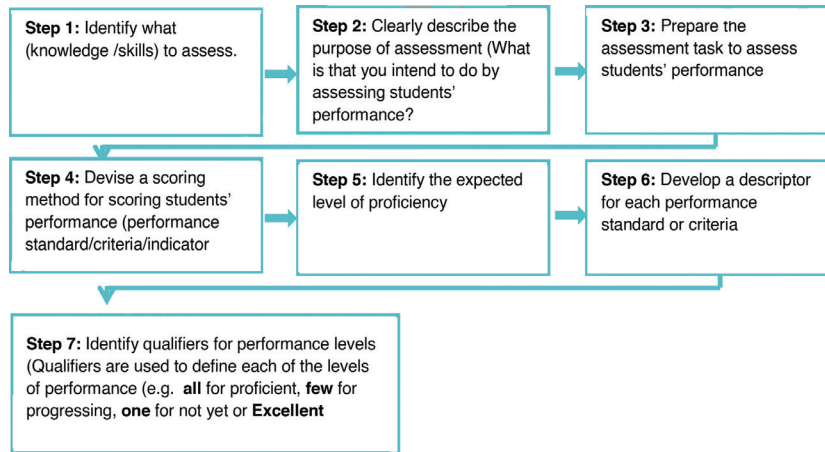 Step 1: Identify what
(knowledge /skills) to assess.
Step 2: Clearly describe the
purpose of assessment (What
is that you intend to do by
assessing students’
performance?
Step 3: Prepare the
assessment task to assess
students’ performance
Step 4: Devise a scoring
method for scoring students’
performance (performance
standard/criteria/indicator
Step 5: Identify the expected
level of proficiency
Step 6: Develop a descriptor
for each performance
standard or criteria
Step 7: Identify qualifiers for performance levels
(Qualifiers are used to define each of the levels
of performance (e.g. all for proficient, few for
progressing, one for not yet or Excellent